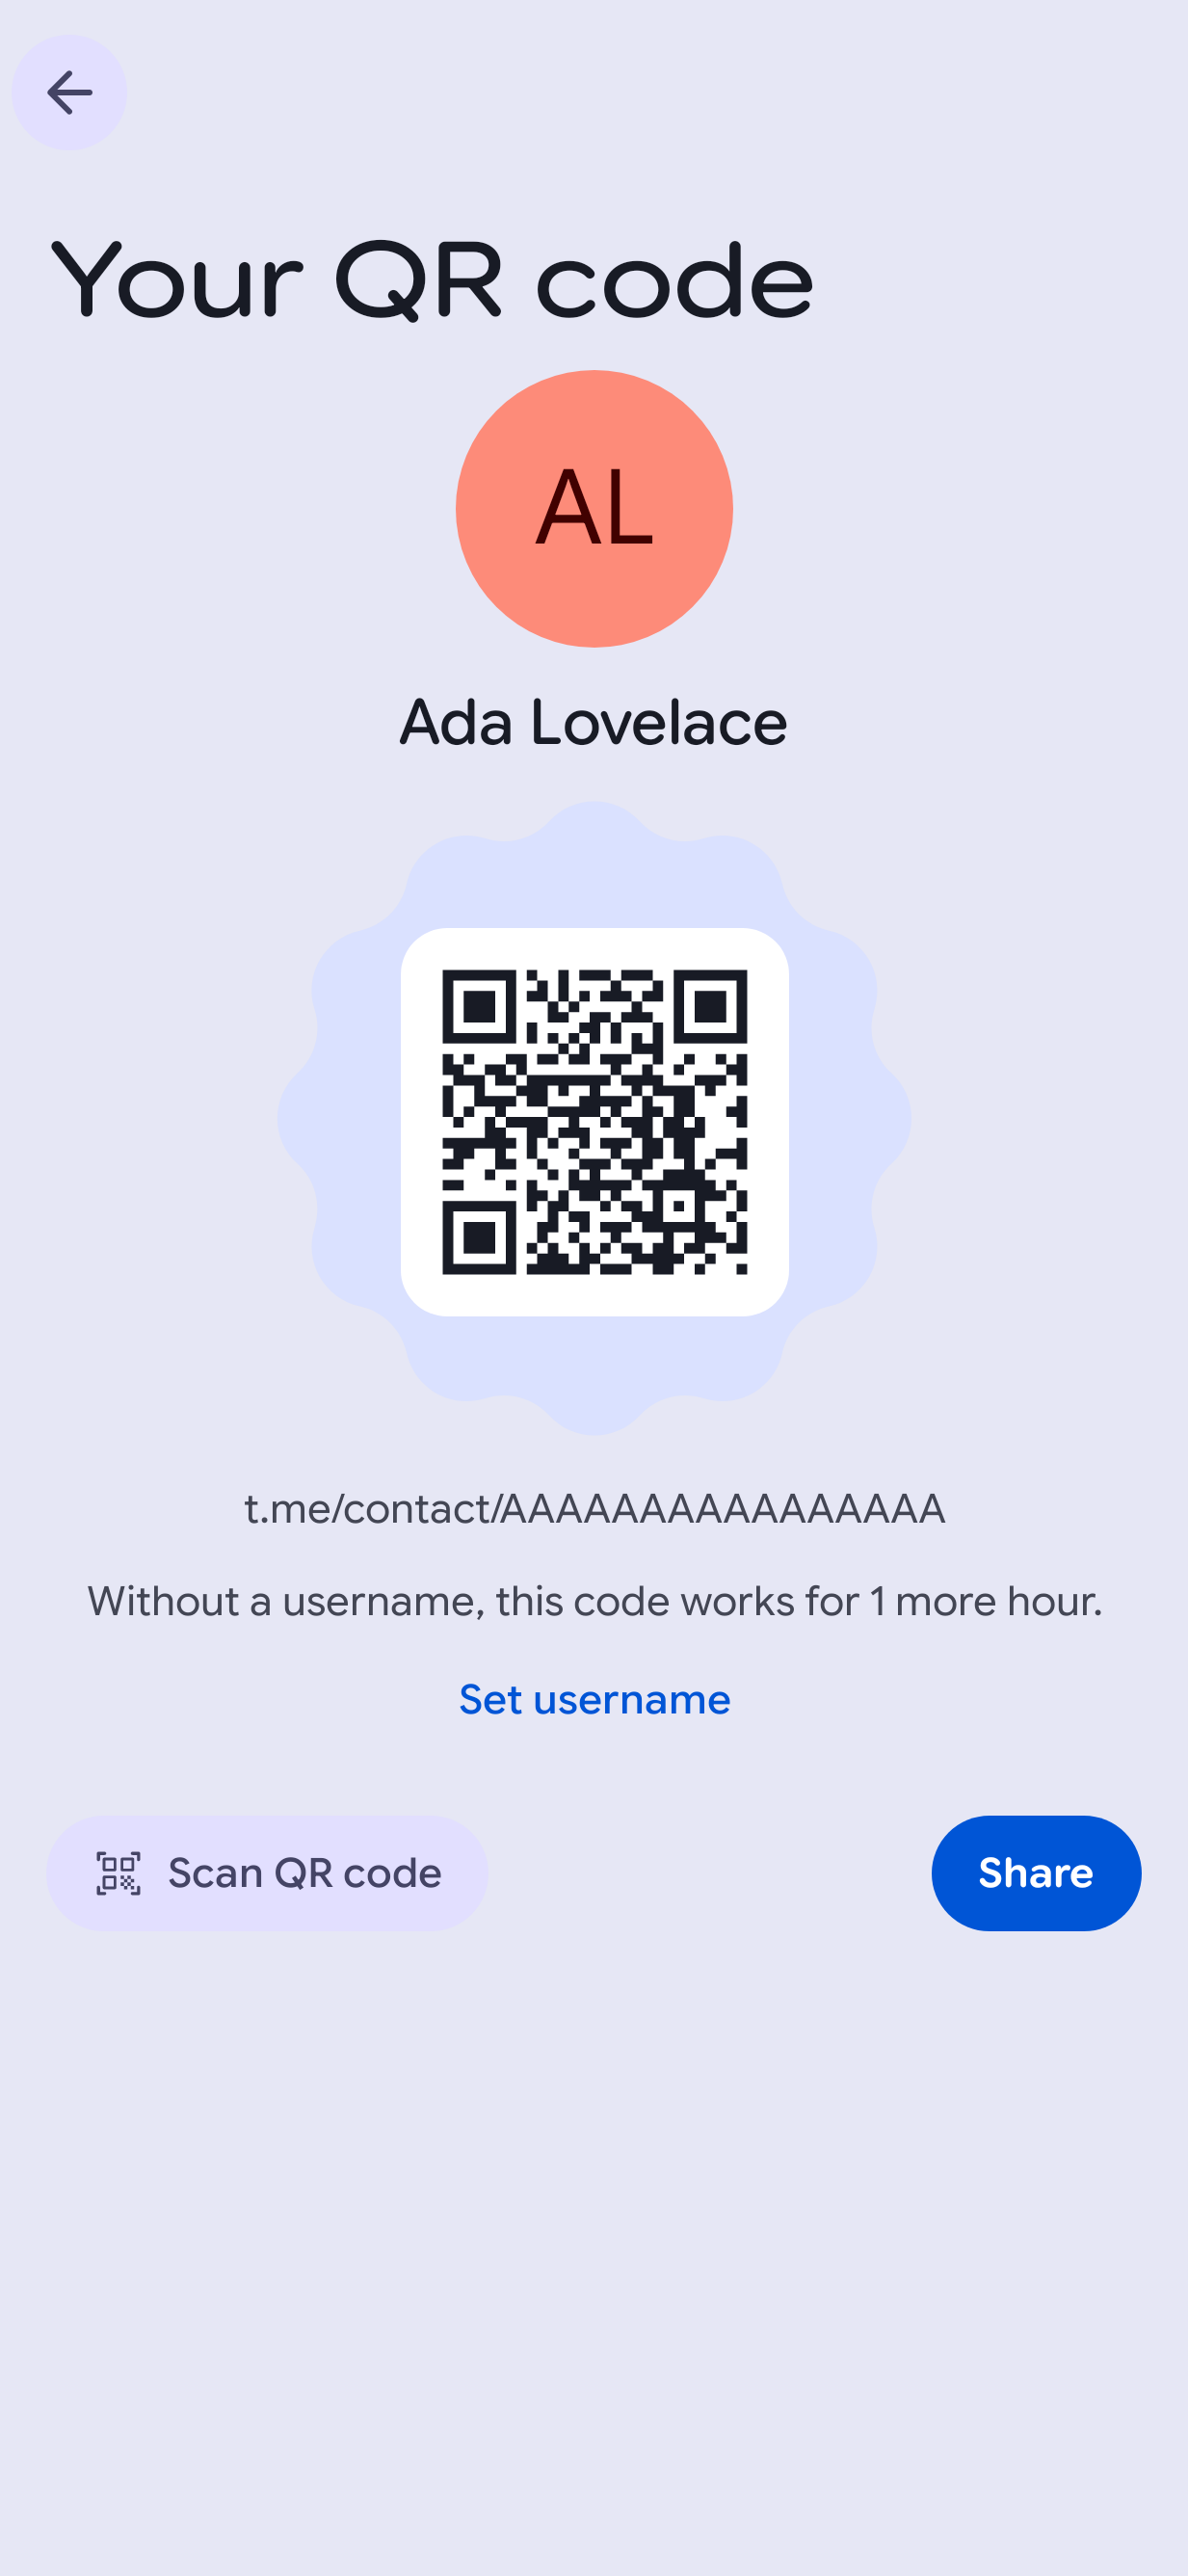 Your QR code
AL
Ada Lovelace
t.me/contact/AAAAAAAAAAAAAAAA
Without a username, this code works for 1 more hour.
Set username
Scan QR code
Share